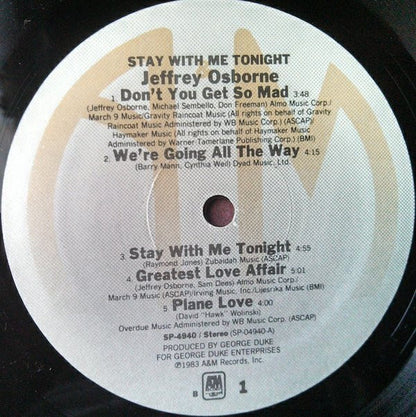 STAY WITH ME TONIGHT
Jeffrey Osborne
1. Don't You Get So Mad 3:48
(Jeffrey Osborne, Michael Sembello, Don Freeman) Almo Music Corp./
March 9 Music/Gravity Raincoat Music (All rights on behalf of Gravity
Raincoat Music Administered by WB Music Corp.) (ASCAP)/
Haymaker Music (All rights on behalf of Haymaker Music
Administered by Warner-Tamerlane Publishing Corp.) (BMI)
2. We're Going All The Way 4:15
(Barry Mann, Cynthia Weil) Dyad Music, Ltd.
3. Stay With Me Tonight 4:55
(Raymond Jones) Zubaidah Music (ASCAP)
4. Greatest Love Affair 5:01
(Jeffrey Osborne, Sam Dees) Almo Music Corp./
March 9 Music (ASCAP)/Irving Music, Inc./Lijesrika Music (BMI)
5. Plane Love 4:00
(David "Hawk" Wolinski)
Overdue Music Administered by WB Music Corp. (ASCAP)
SP-4940 / Stereo (SP-04940-A)
PRODUCED BY GEORGE DUKE
FOR GEORGE DUKE ENTERPRISES
℗1983 A&M Records, Inc.
A&M
B 1